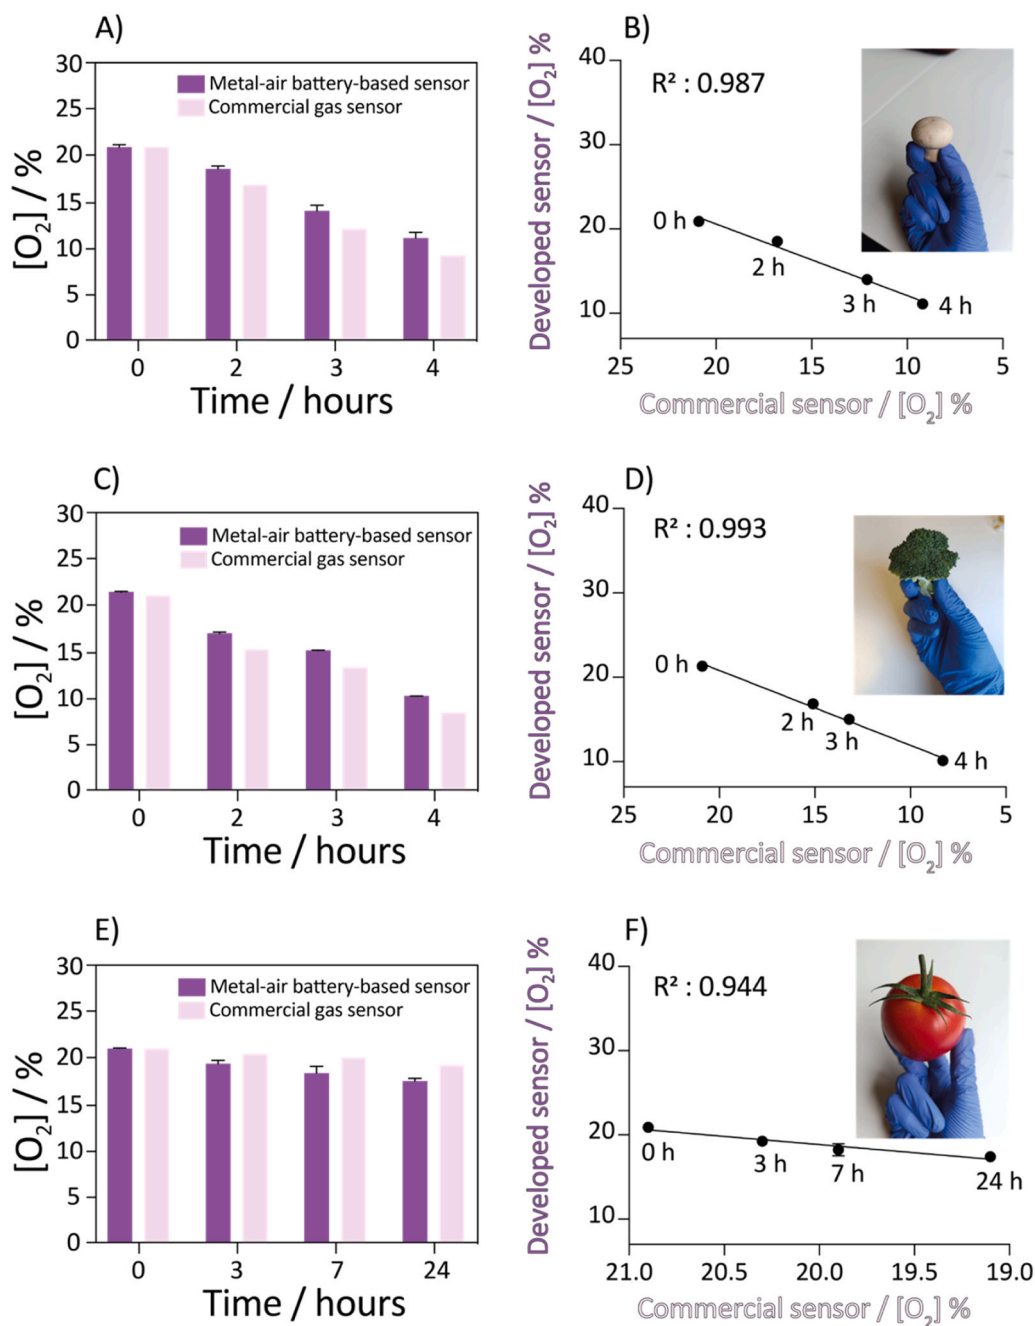 A)
30
25
20
15
10
5
0
[O₂] / %
Metal-air battery-based sensor
Commercial gas sensor
0 2 3 4
Time / hours
B)
Developed sensor / [O₂] %
40
30
20
10
R² : 0.987
0 h
2 h
3 h
4 h
25 20 15 10 5
Commercial sensor / [O₂] %
C)
30
25
20
15
10
5
0
[O₂] / %
Metal-air battery-based sensor
Commercial gas sensor
0 2 3 4
Time / hours
D)
Developed sensor / [O₂] %
40
30
20
10
R² : 0.993
0 h
2 h
3 h
4 h
25 20 15 10 5
Commercial sensor / [O₂] %
E)
30
25
20
15
10
5
0
[O₂] / %
Metal-air battery-based sensor
Commercial gas sensor
0 3 7 24
Time / hours
F)
Developed sensor / [O₂] %
40
30
20
10
R² : 0.944
0 h
3 h
7 h
24 h
21.0 20.5 20.0 19.5 19.0
Commercial sensor / [O₂] %